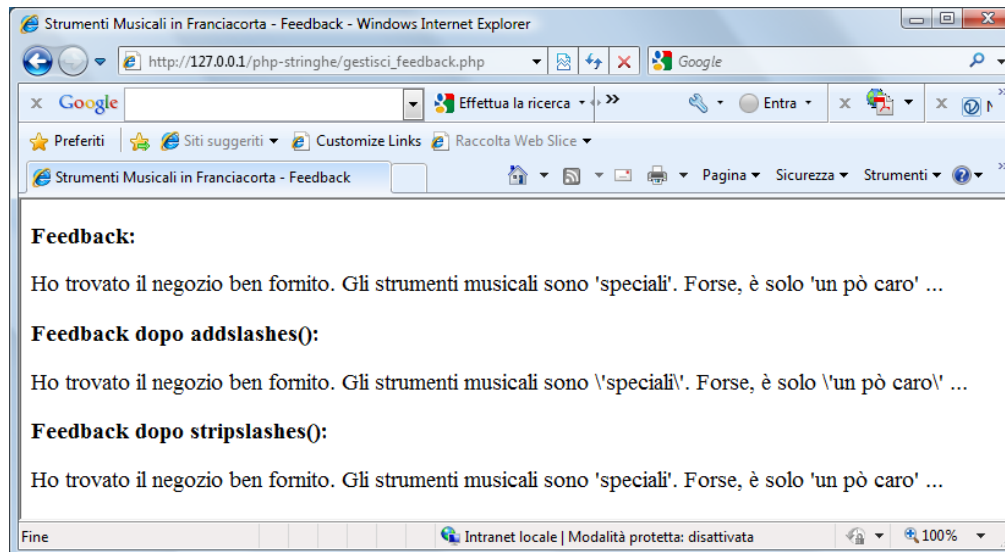 Strumenti Musicali in Franciacorta - Feedback - Windows Internet Explorer
http://127.0.0.1/php-stringhe/gestisci_feedback.php Google
x Google Effettua la ricerca >> Entra x x
Preferiti Siti suggeriti Customize Links Raccolta Web Slice
Strumenti Musicali in Franciacorta - Feedback Pagina Sicurezza Strumenti >>
Feedback:
Ho trovato il negozio ben fornito. Gli strumenti musicali sono 'speciali'. Forse, è solo 'un pò caro' ...
Feedback dopo addslashes():
Ho trovato il negozio ben fornito. Gli strumenti musicali sono \'speciali\'. Forse, è solo \'un pò caro\' ...
Feedback dopo stripslashes():
Ho trovato il negozio ben fornito. Gli strumenti musicali sono 'speciali'. Forse, è solo 'un pò caro' ...
Fine Intranet locale | Modalità protetta: disattivata 100%